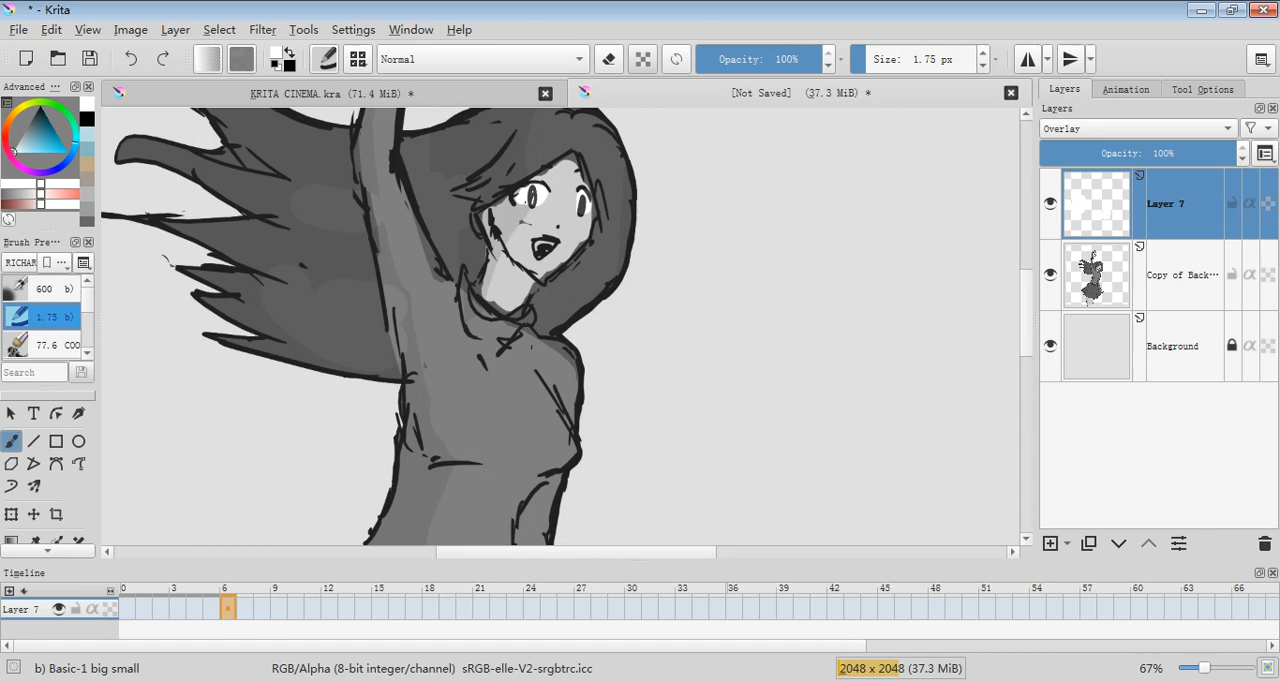 * - Krita
File Edit View Image Layer Select Filter Tools Settings Window Help
Normal Opacity: 100% Size: 1.75 px
Advanced ···
KRITA CINEMA.kra (71.4 MiB) *
[Not Saved] (37.3 MiB) *
Layers Animation Tool Options
Layers
Overlay
Opacity: 100%
Layer 7
Copy of Back···
Background
Brush Pre···
RICHAR
600 b)
1.75 b)
77.6 COO
Search
Timeline
0 3 6 9 12 15 18 21 24 27 30 33 36 39 42 45 48 51 54 57 60 63 66
Layer 7
b) Basic-1 big small
RGB/Alpha (8-bit integer/channel) sRGB-elle-V2-srgbtrc.icc
2048 x 2048 (37.3 MiB)
67%